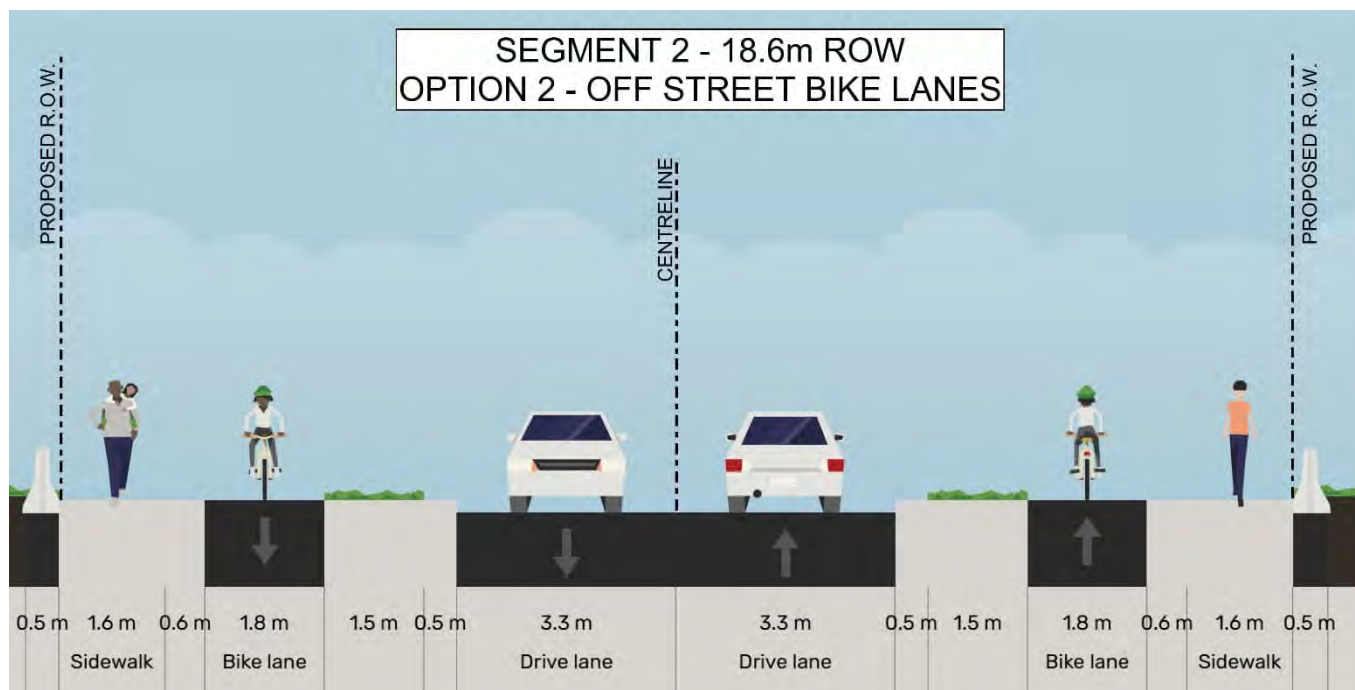 SEGMENT 2 - 18.6m ROW
OPTION 2 - OFF STREET BIKE LANES
PROPOSED R.O.W.
CENTRELINE
PROPOSED R.O.W.
0.5 m 1.6 m 0.6 m 1.8 m 1.5 m 0.5 m 3.3 m 3.3 m 0.5 m 1.5 m 1.8 m 0.6 m 1.6 m 0.5 m
Sidewalk Bike lane Drive lane Drive lane Bike lane Sidewalk